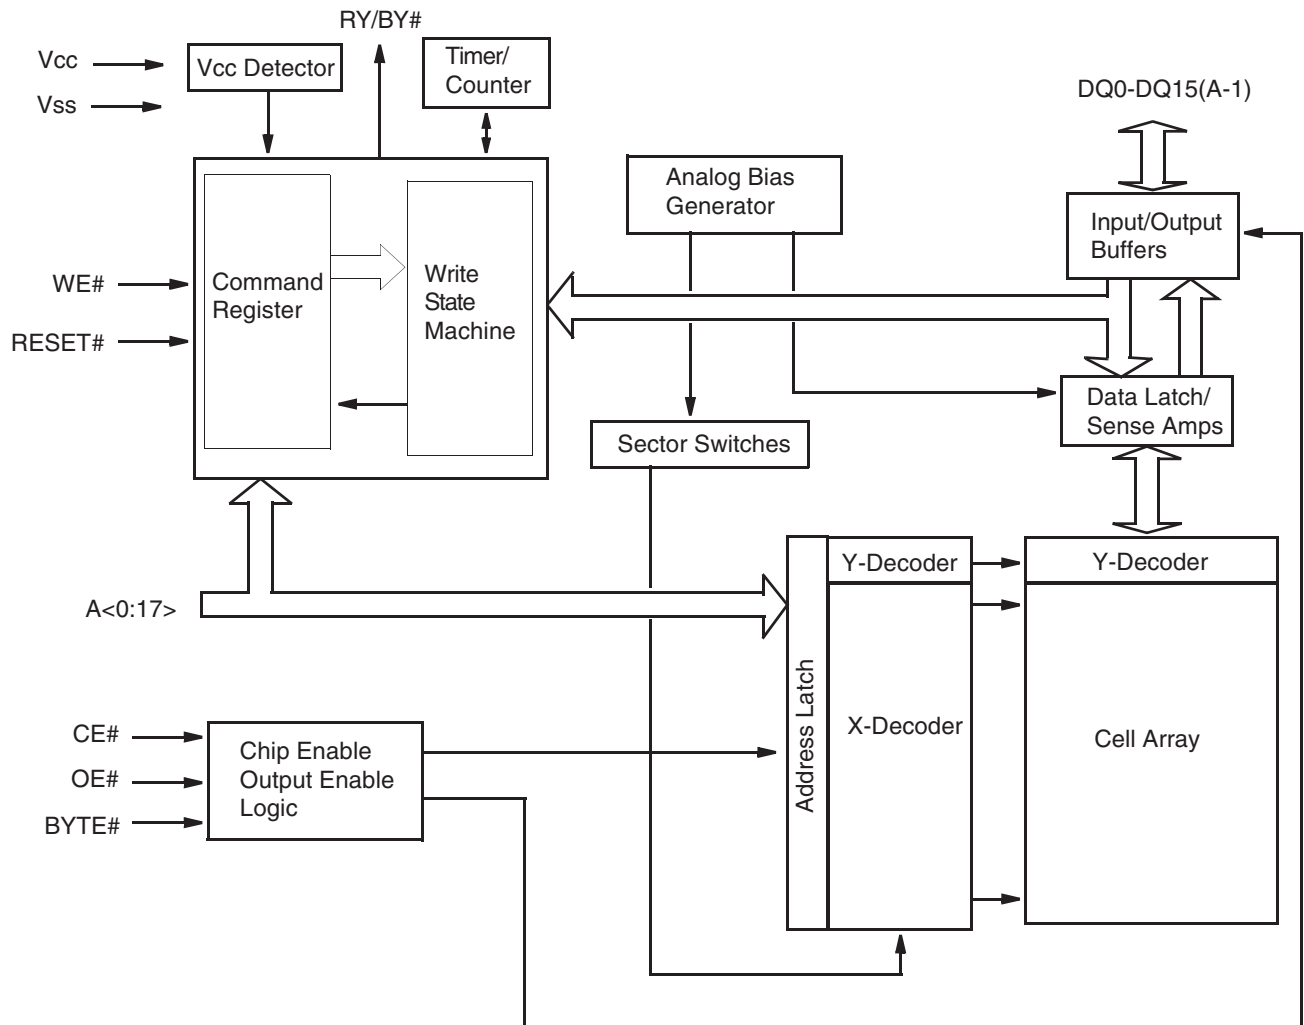 RY/BY#
Vcc
Vss
Vcc Detector
Timer/
Counter
DQ0-DQ15(A-1)
Analog Bias
Generator
Input/Output
Buffers
WE#
RESET#
Command
Register
Write
State
Machine
Data Latch/
Sense Amps
Sector Switches
Y-Decoder
Y-Decoder
A<0:17>
Address Latch
X-Decoder
Cell Array
CE#
OE#
BYTE#
Chip Enable
Output Enable
Logic